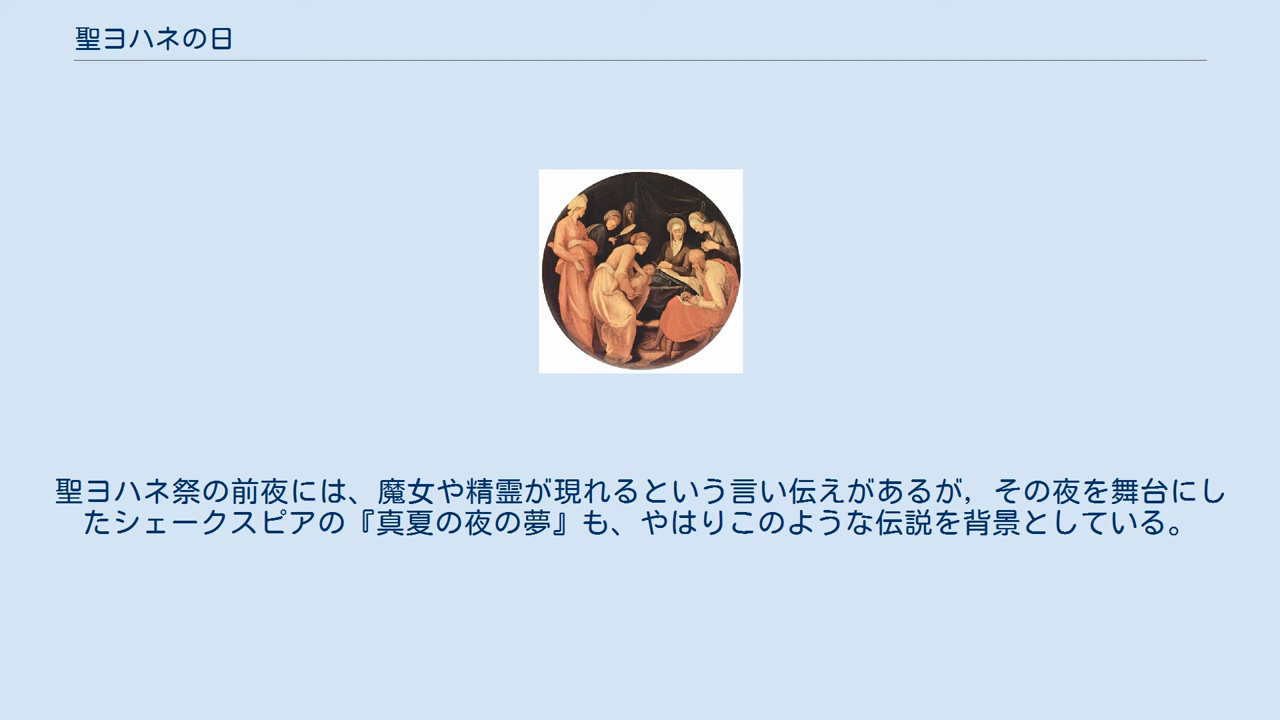 聖ヨハネの日
聖ヨハネ祭の前夜には、魔女や精霊が現れるという言い伝えがあるが，その夜を舞台にし
たシェークスピアの『真夏の夜の夢』も、やはりこのような伝説を背景としている。